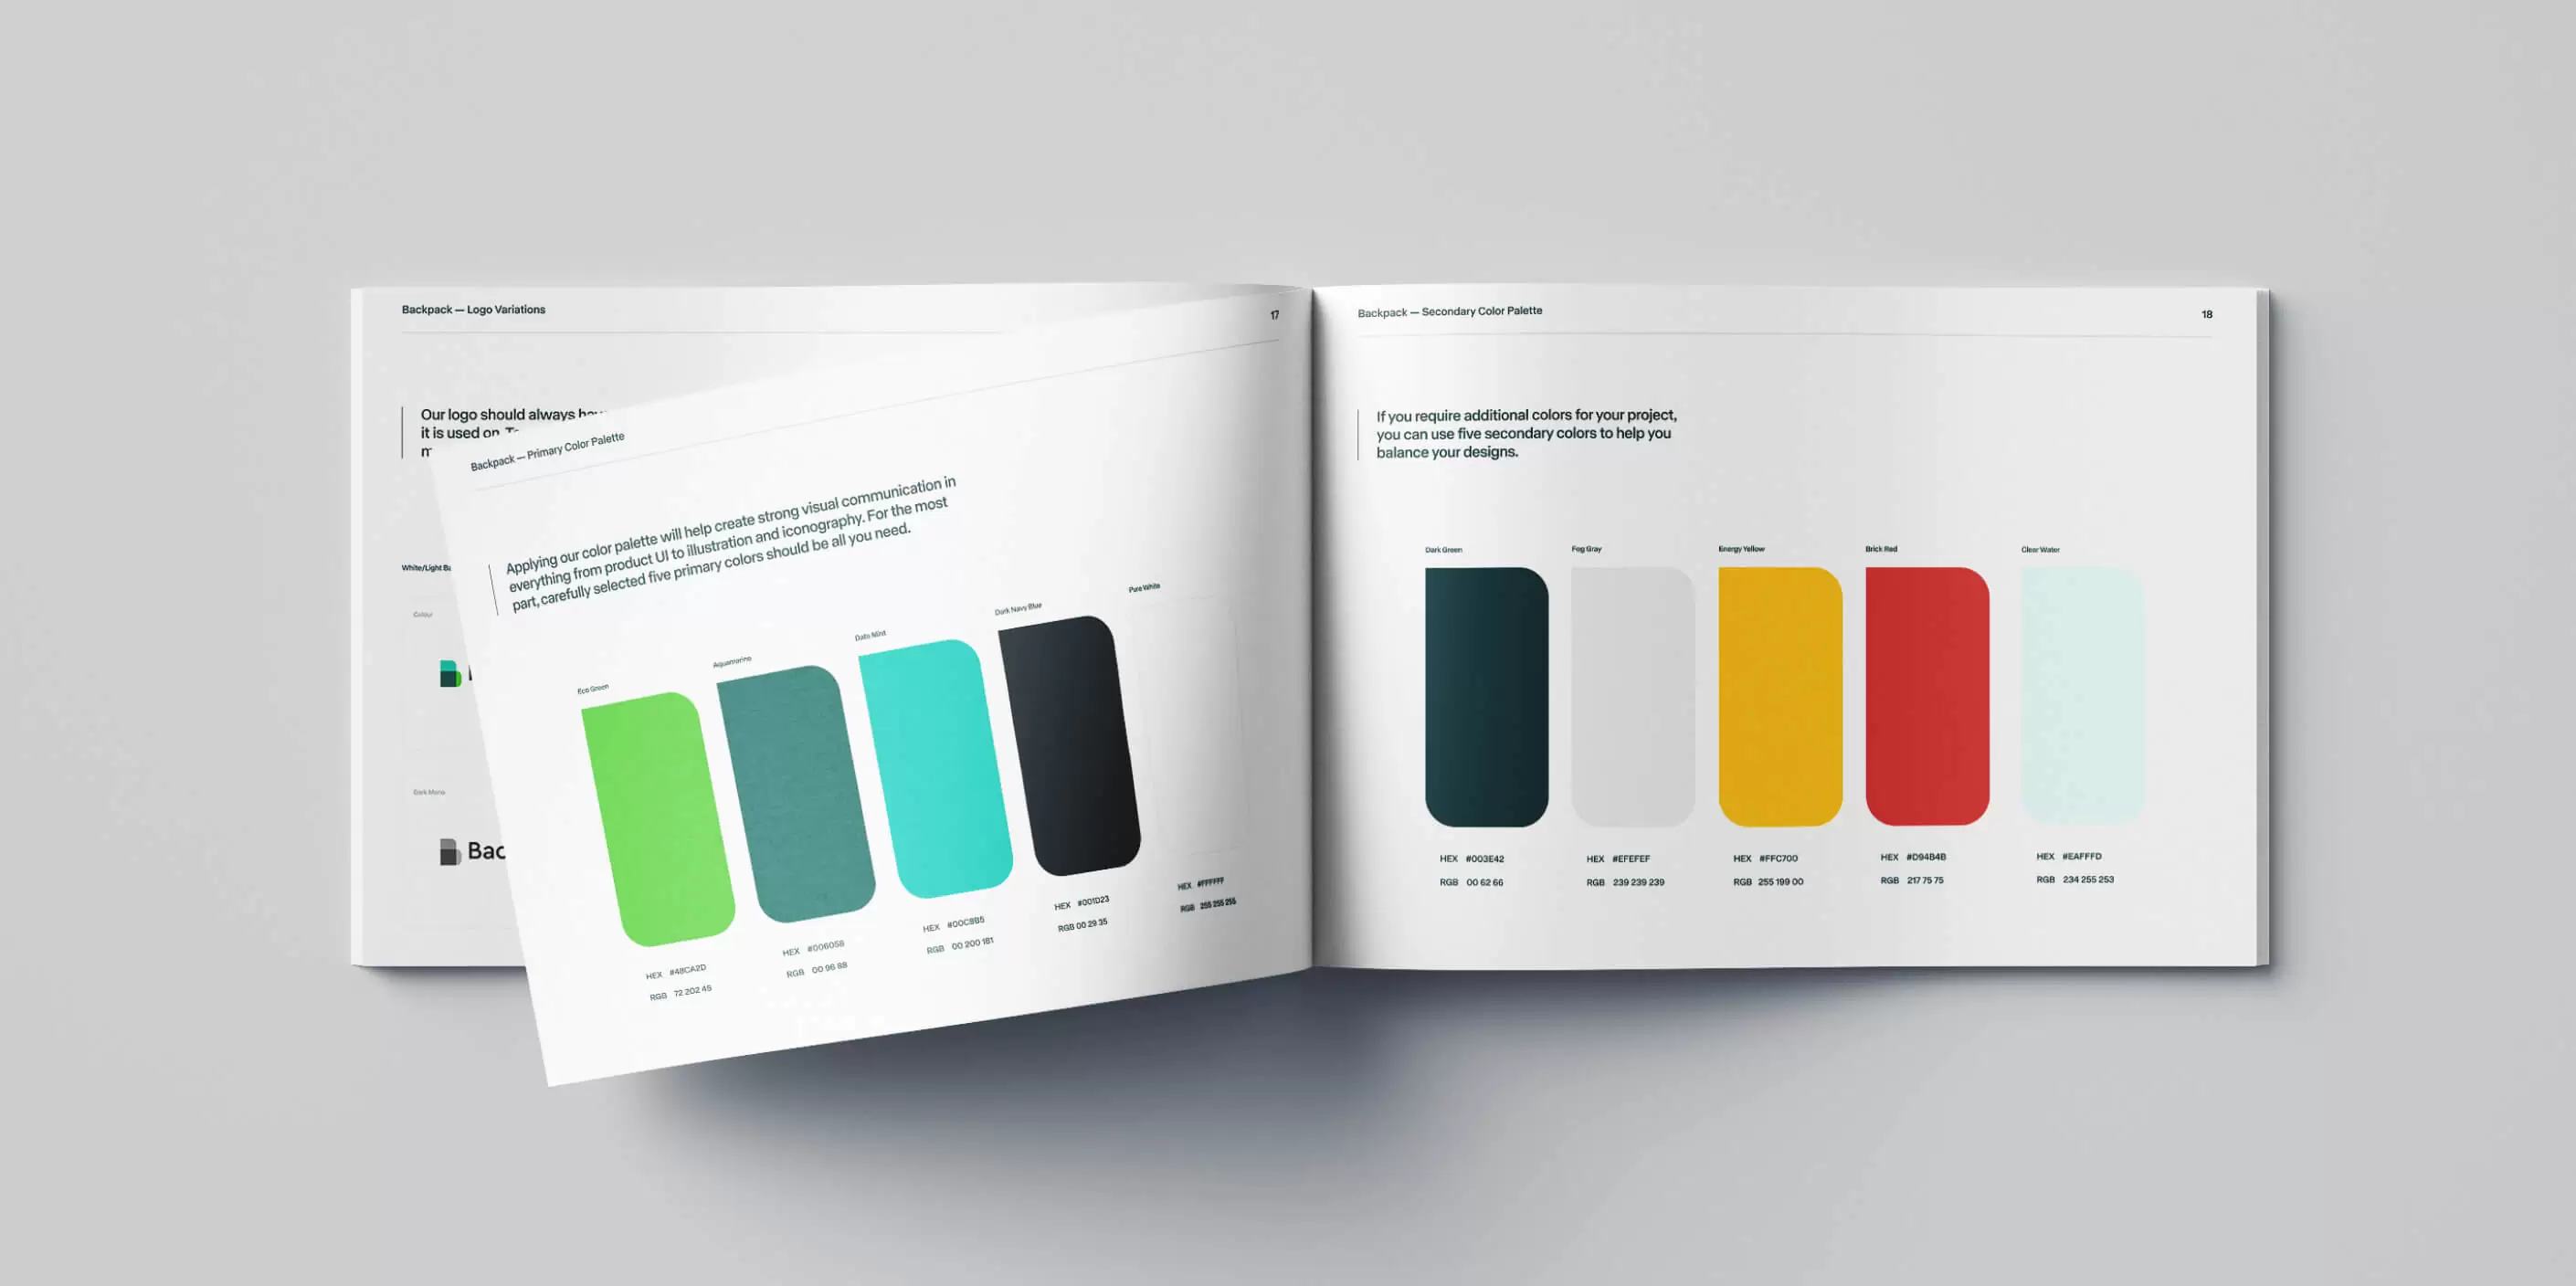 Backpack — Logo Variations
Our logo should always
it is used on.
White/Light
Colour
Dark Mono
17
Backpack — Primary Color Palette
Applying our color palette will help create strong visual communication in
everything from product UI to illustration and iconography. For the most
part, carefully selected five primary colors should be all you need.
Eco Green
HEX #48CA2D
RGB 72 202 45
Aquamarine
HEX #006058
RGB 00 96 88
Data Mint
HEX #00C8B5
RGB 00 200 181
Dark Navy Blue
HEX #001D23
RGB 00 29 35
Pure White
HEX #FFFFFF
RGB 255 255 255
Backpack — Secondary Color Palette
18
If you require additional colors for your project,
you can use five secondary colors to help you
balance your designs.
Dark Green
HEX #003E42
RGB 00 62 66
Fog Gray
HEX #EFEFEF
RGB 239 239 239
Energy Yellow
HEX #FFC700
RGB 255 199 00
Brick Red
HEX #D94B4B
RGB 217 75 75
Clear Water
HEX #EAFFFD
RGB 234 255 253